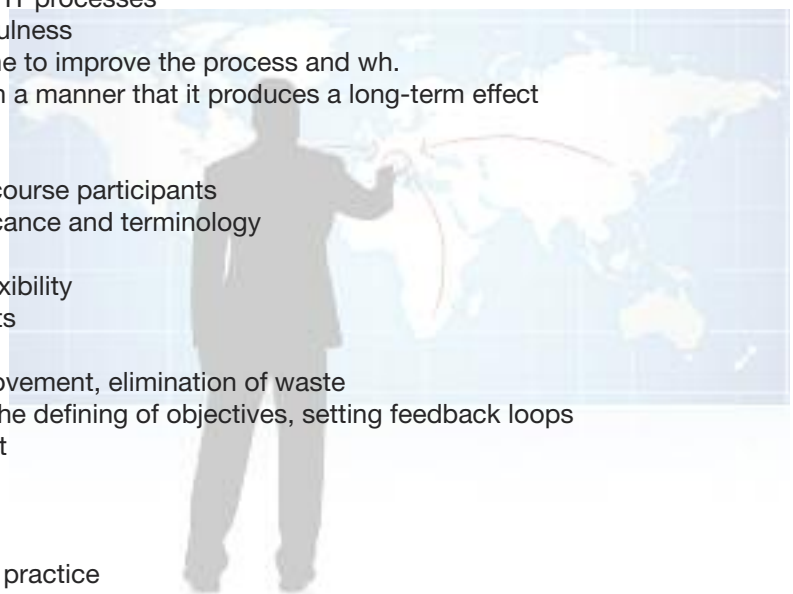 IT processes
ulness
ne to improve the process and wh.
n a manner that it produces a long-term effect
course participants
cance and terminology
xibility
ts
ovement, elimination of waste
he defining of objectives, setting feedback loops
t
practice